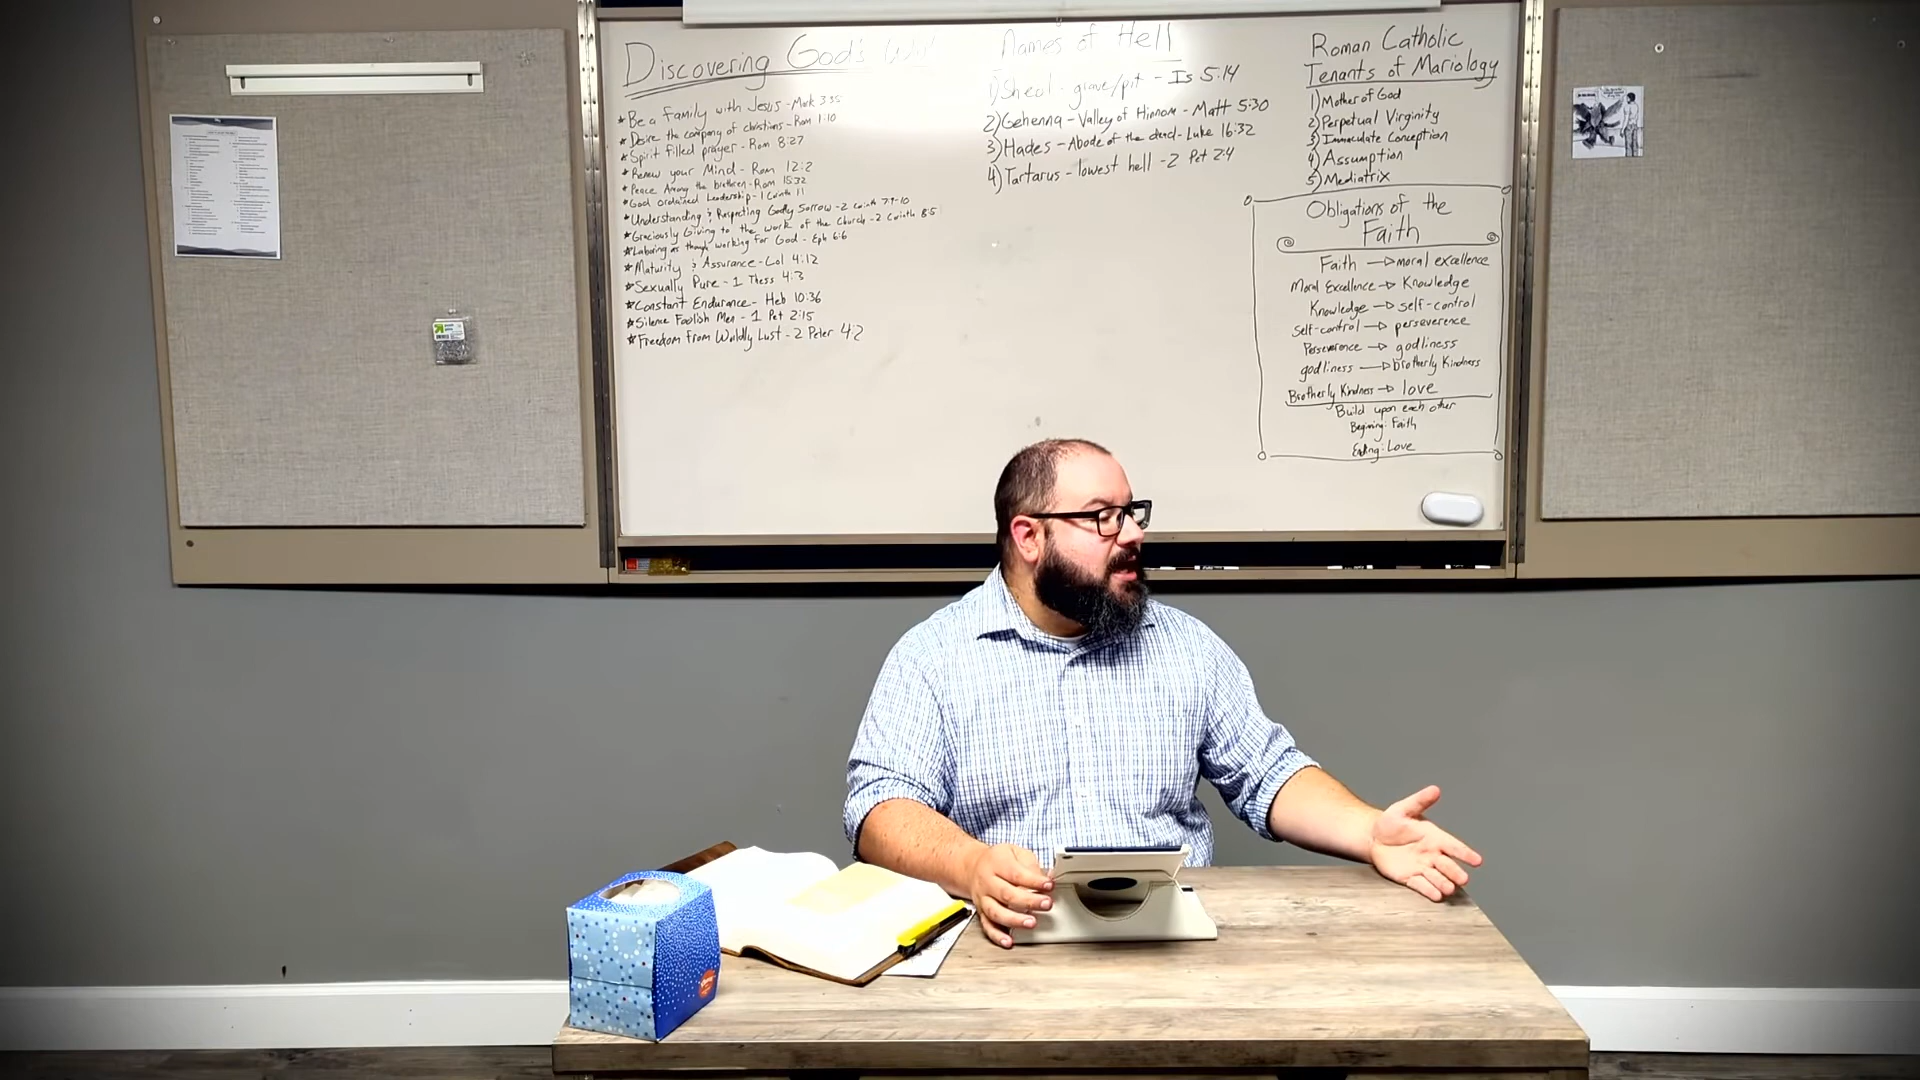 Discovering God's Will
★ Be a family with Jesus - Mark 3:35
★ Desire the company of christians - Rom 1:10
★ Spirit filled prayer - Rom 8:27
★ Renew your Mind - Rom 12:2
★ Peace Among the brethren - Rom 15:32
★ God ordained Leadership - 1 Corinth 1:1
★ Understanding & Respecting Godly Sorrow - 2 Corinth 7:9-10
★ Graciously Giving to the work of the Church - 2 Corinth 8:5
★ Laboring as though working for God - Eph 6:6
★ Maturity & Assurance - Col 4:12
★ Sexually Pure - 1 Thess 4:3
★ Constant Endurance - Heb 10:36
★ Silence Foolish Men - 1 Pet 2:15
★ Freedom from Worldly Lust - 2 Peter 4:2
Names of Hell
1) Sheol - grave/pit - Is 5:14
2) Gehenna - Valley of Hinnom - Matt 5:30
3) Hades - Abode of the dead - Luke 16:32
4) Tartarus - lowest hell - 2 Pet 2:4
Roman Catholic
Tenants of Mariology
1) Mother of God
2) Perpetual Virginity
3) Immaculate Conception
4) Assumption
5) Mediatrix
Obligations of the
Faith
Faith → moral excellence
Moral Excellence → Knowledge
Knowledge → self-control
Self-control → perseverence
Perseverence → godliness
godliness → brotherly Kindness
Brotherly Kindness → love
Build upon each other
Begining: Faith
Ending: Love